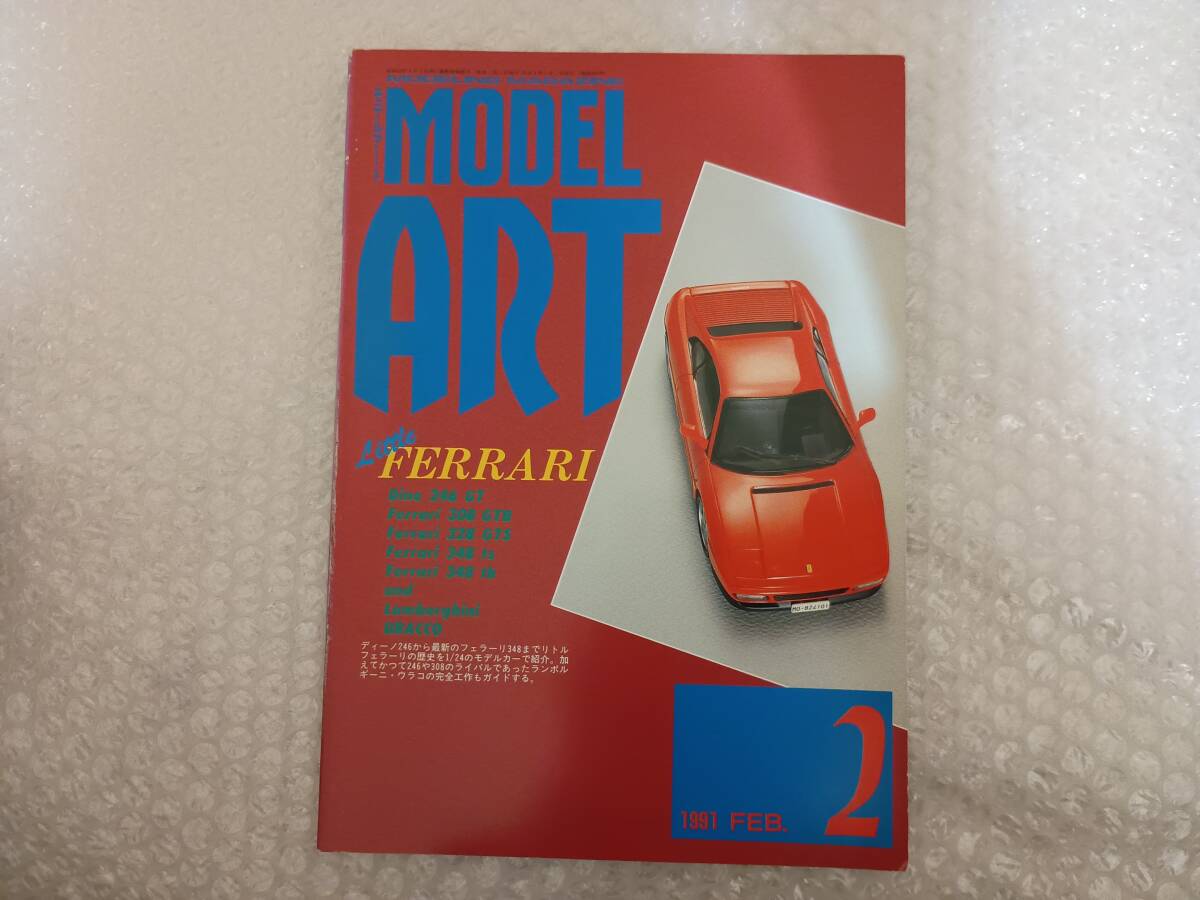 MODELING MAGAZINE
MODEL
ART
Little
FERRARI
Dino 246 GT
Ferrari 308 GTB
Ferrari 328 GTS
Ferrari 348 ts
Ferrari 348 tb
and
Lamborghini
URACCO
ディーノ246から最新のフェラーリ348までリトル
フェラーリの歴史を1/24のモデルカーで紹介。加
えてかつて246や308のライバルであったランボル
ギーニ・ウラコの完全工作もガイドする。
2
1991 FEB.